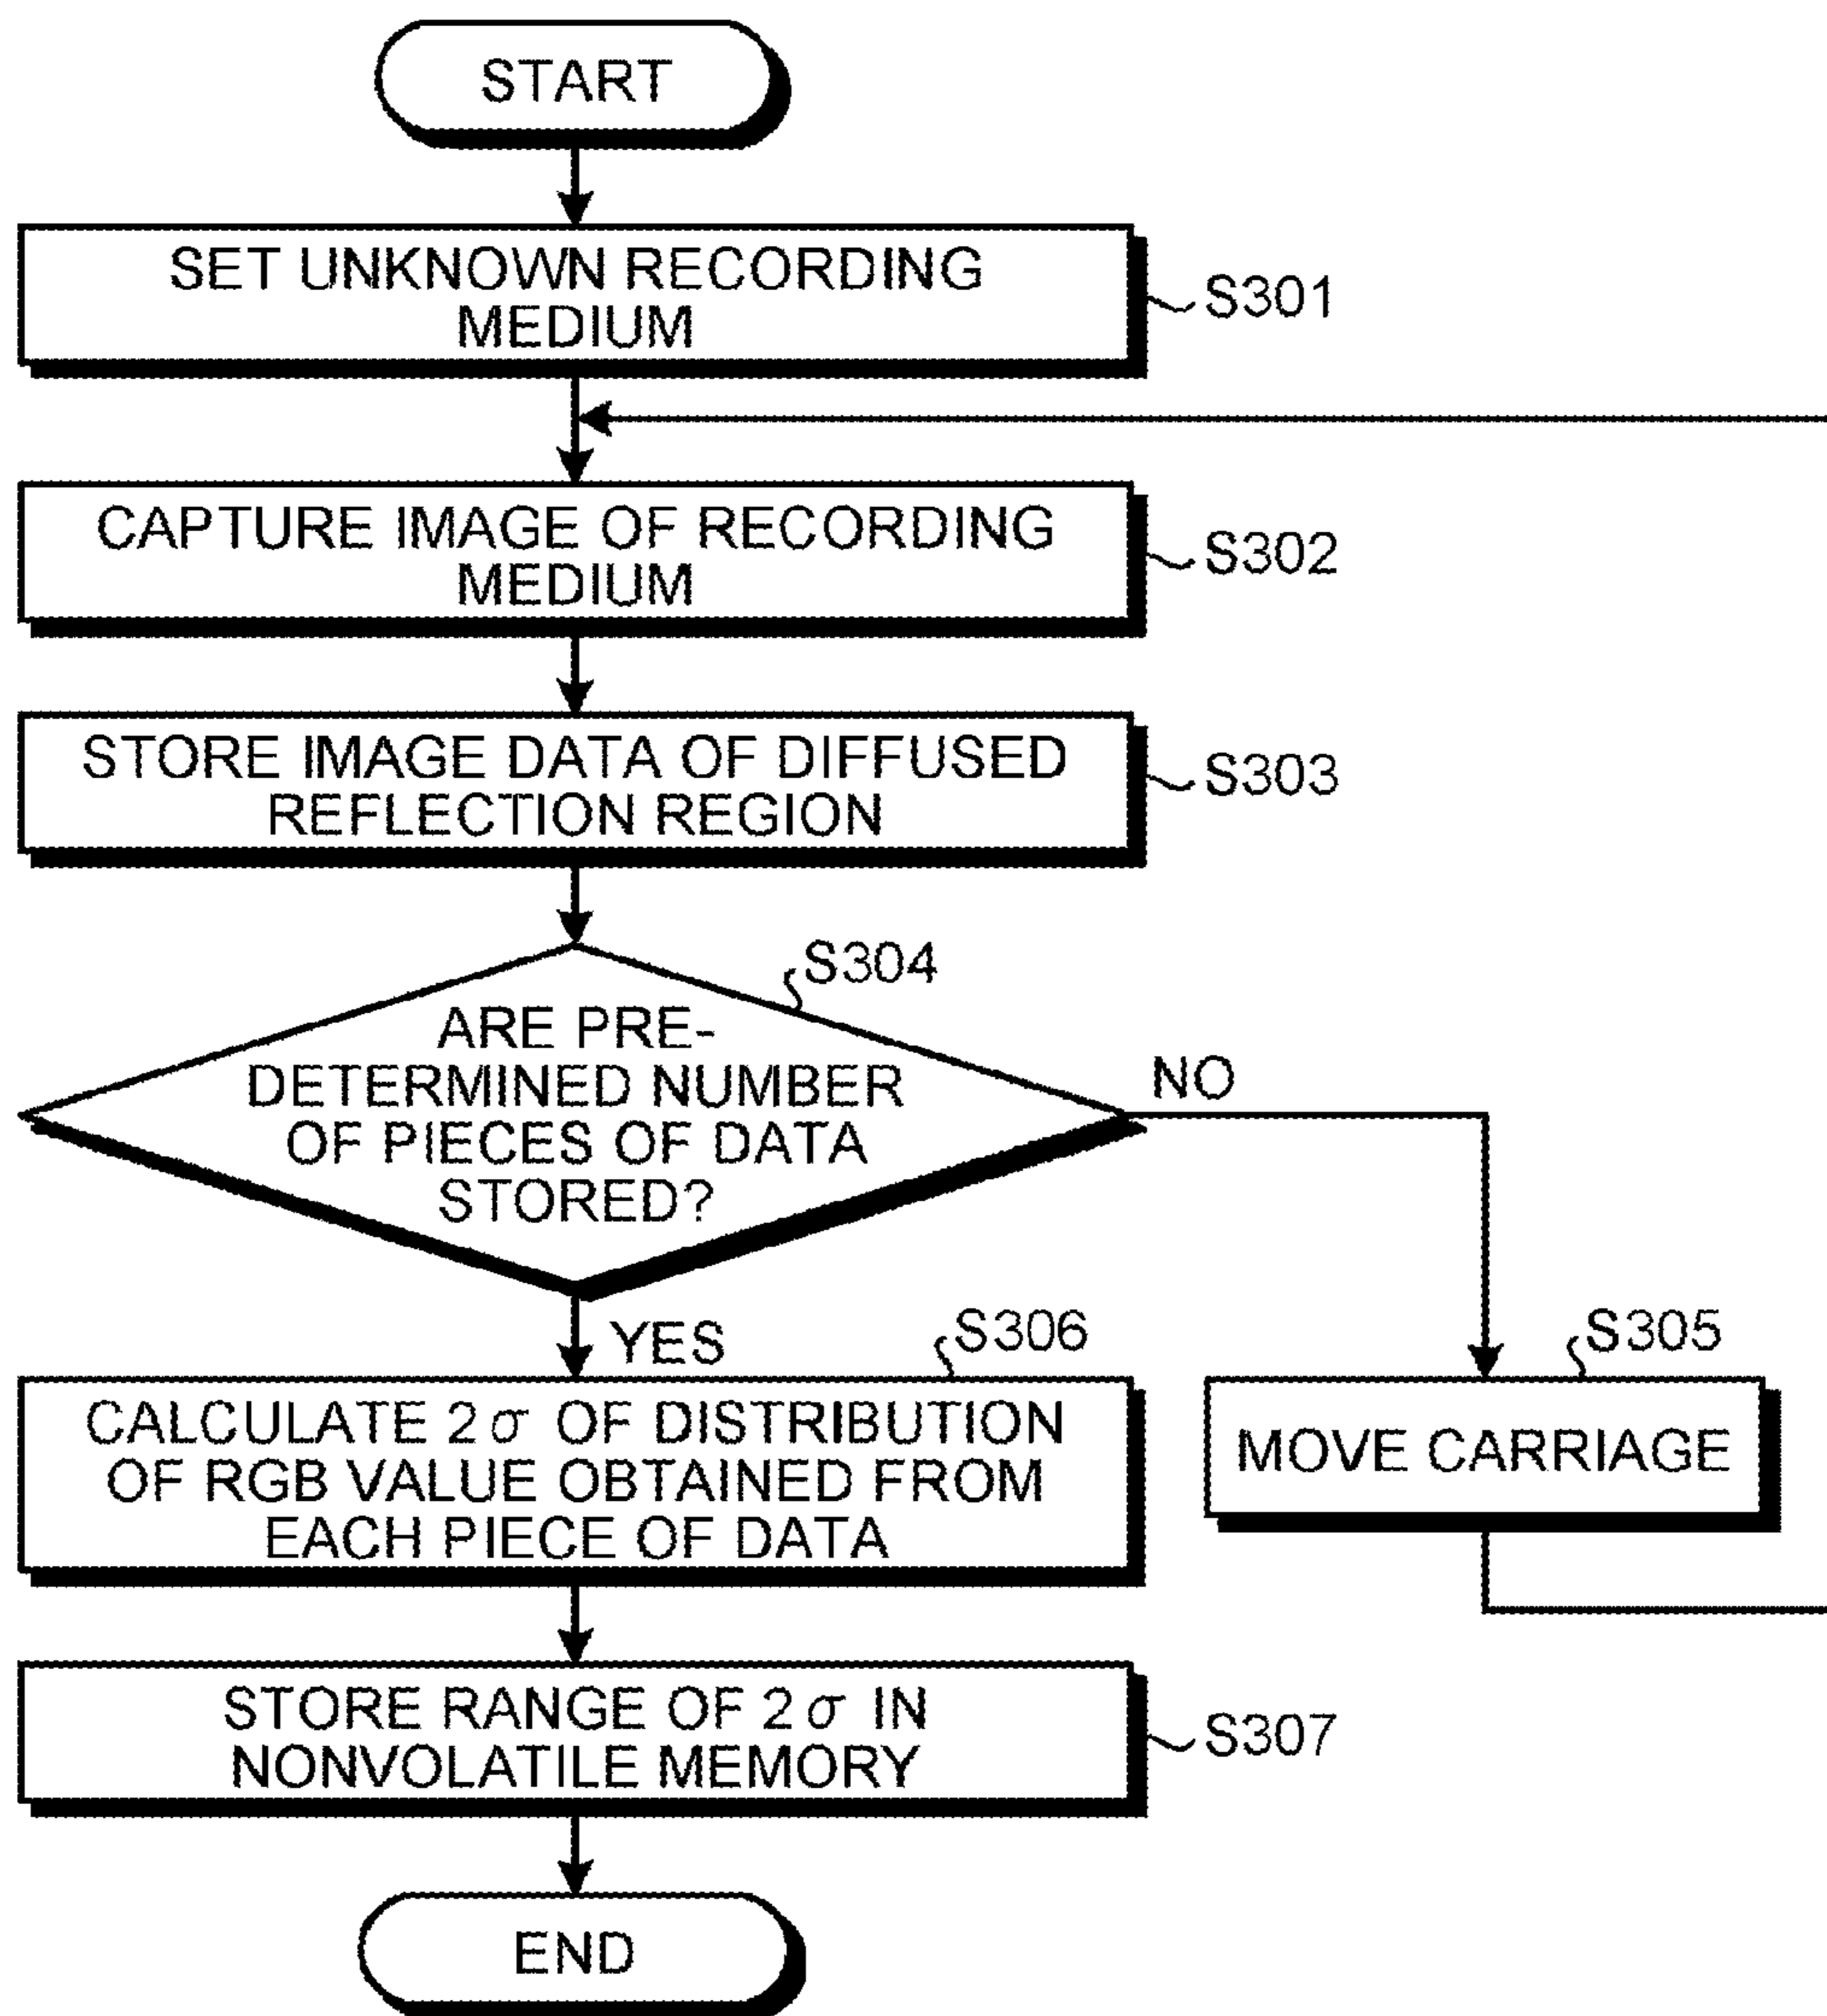 START
SET UNKNOWN RECORDING
MEDIUM
S301
CAPTURE IMAGE OF RECORDING
MEDIUM
S302
STORE IMAGE DATA OF DIFFUSED
REFLECTION REGION
S303
S304
ARE PRE-
DETERMINED NUMBER
OF PIECES OF DATA
STORED?
NO
YES
S306
CALCULATE 2σ OF DISTRIBUTION
OF RGB VALUE OBTAINED FROM
EACH PIECE OF DATA
S305
MOVE CARRIAGE
STORE RANGE OF 2σ IN
NONVOLATILE MEMORY
S307
END